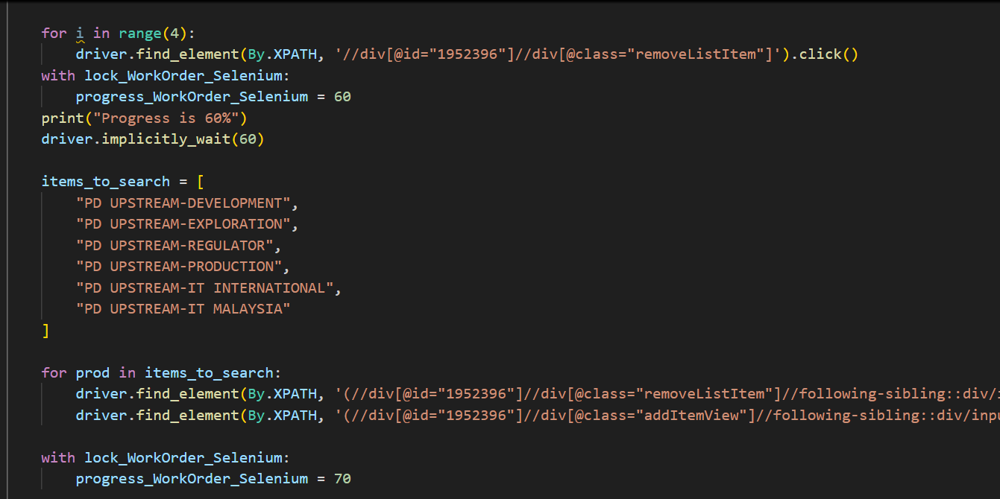 for i in range(4):
    driver.find_element(By.XPATH, '//div[@id="1952396"]//div[@class="removeListItem"]').click()
with lock_WorkOrder_Selenium:
    progress_WorkOrder_Selenium = 60
print("Progress is 60%")
driver.implicitly_wait(60)

items_to_search = [
    "PD UPSTREAM-DEVELOPMENT",
    "PD UPSTREAM-EXPLORATION",
    "PD UPSTREAM-REGULATOR",
    "PD UPSTREAM-PRODUCTION",
    "PD UPSTREAM-IT INTERNATIONAL",
    "PD UPSTREAM-IT MALAYSIA"
]

for prod in items_to_search:
    driver.find_element(By.XPATH, '(//div[@id="1952396"]//div[@class="removeListItem"]//following-sibling::div/
    driver.find_element(By.XPATH, '(//div[@id="1952396"]//div[@class="addItemView"]//following-sibling::div/inp

with lock_WorkOrder_Selenium:
    progress_WorkOrder_Selenium = 70